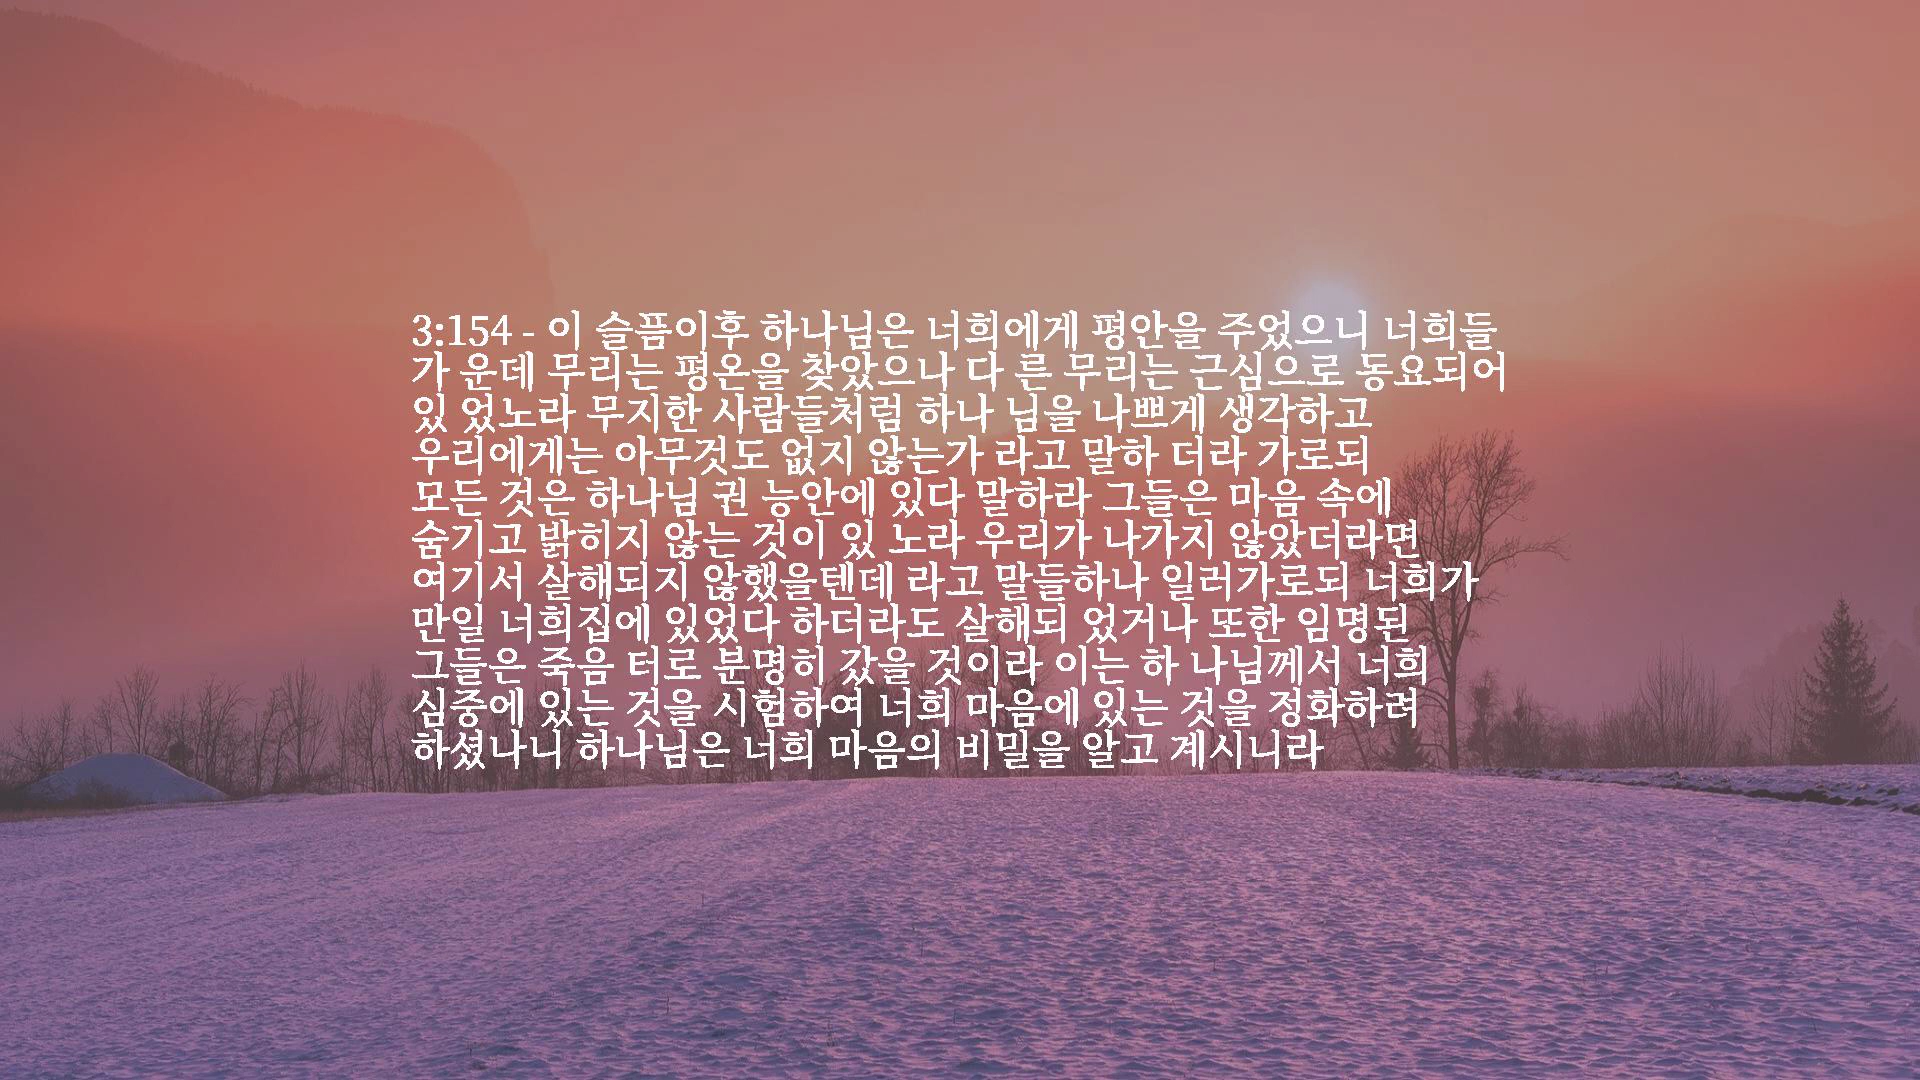 3:154 - 이 슬픔이후 하나님은 너희에게 평안을 주었으니 너희들
가 운데 무리는 평온을 찾았으나 다 른 무리는 근심으로 동요되어
있 었노라 무지한 사람들처럼 하나 님을 나쁘게 생각하고
우리에게는 아무것도 없지 않는가 라고 말하 더라 가로되
모든 것은 하나님 권 능안에 있다 말하라 그들은 마음 속에
숨기고 밝히지 않는 것이 있 노라 우리가 나가지 않았더라면
여기서 살해되지 않했을텐데 라고 말들하나 일러가로되 너희가
만일 너희집에 있었다 하더라도 살해되 었거나 또한 임명된
그들은 죽음 터로 분명히 갔을 것이라 이는 하 나님께서 너희
심중에 있는 것을 시험하여 너희 마음에 있는 것을 정화하려
하셨나니 하나님은 너희 마음의 비밀을 알고 계시니라